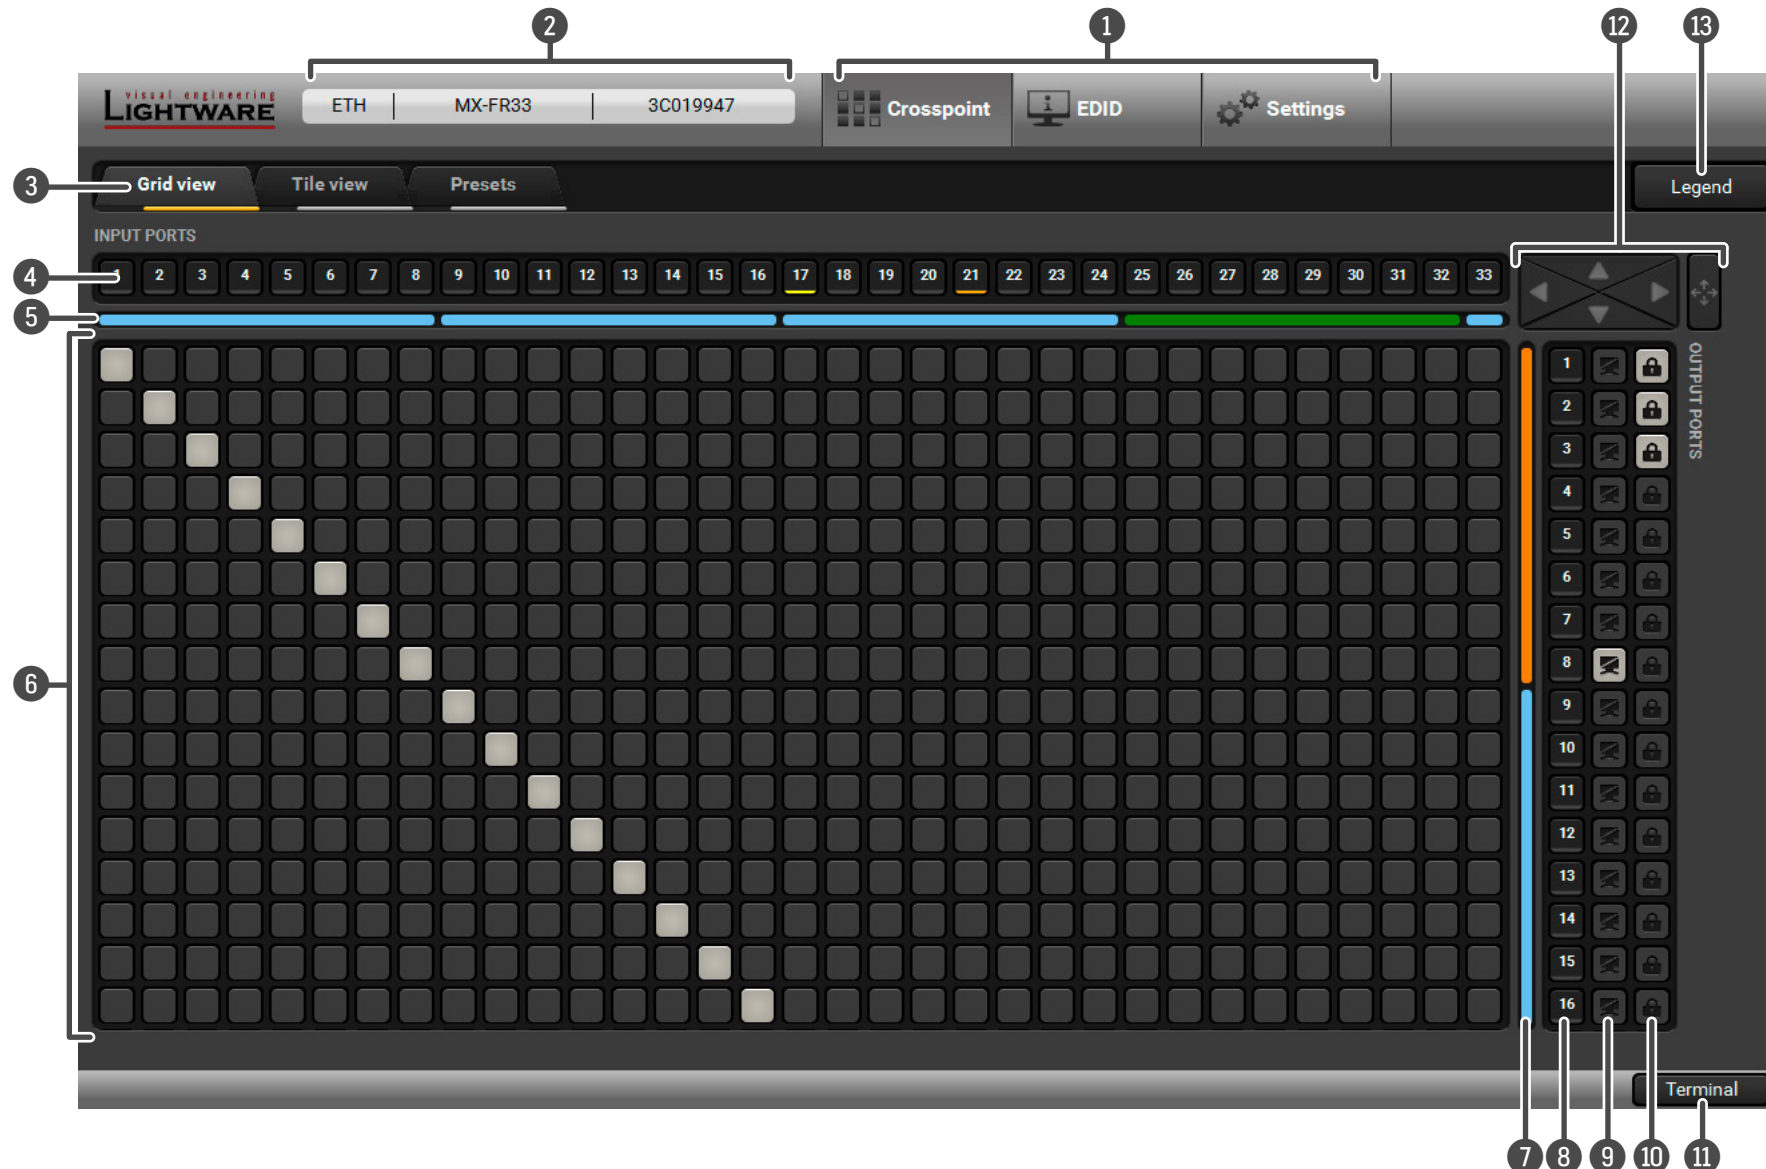 2
1
12
13
visual engineering
LIGHTWARE
ETH
MX-FR33
3C019947
Crosspoint
EDID
Settings
3
Grid view
Tile view
Presets
Legend
INPUT PORTS
4
1 2 3 4 5 6 7 8 9 10 11 12 13 14 15 16 17 18 19 20 21 22 23 24 25 26 27 28 29 30 31 32 33
5
6
OUTPUT PORTS
1
2
3
4
5
6
7
8
9
10
11
12
13
14
15
16
Terminal
7
8
9
10
11